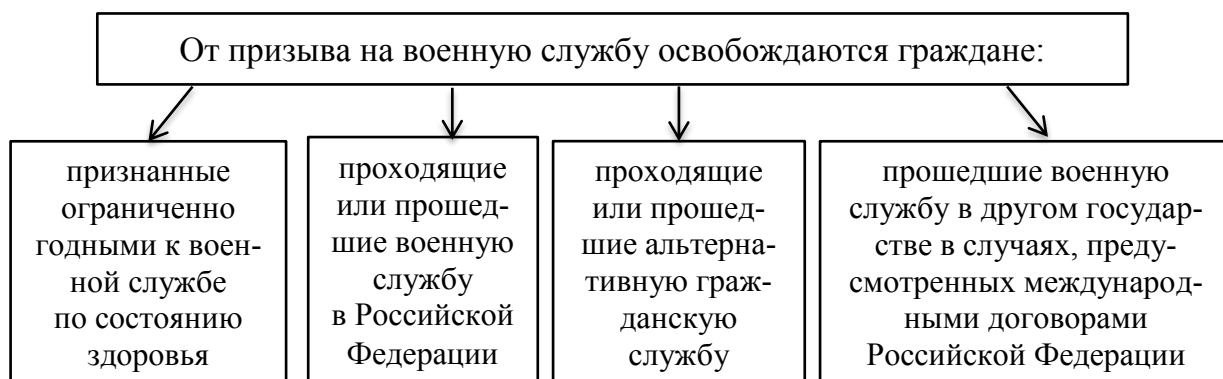 От призыва на военную службу освобождаются граждане:
признанные
ограниченно
годными к воен-
ной службе
по состоянию
здоровья
проходящие
или прошед-
шие военную
службу
в Российской
Федерации
проходящие
или прошед-
шие альтерна-
тивную граж-
данскую
службу
прошедшие военную
службу в другом государ-
стве в случаях, преду-
смотренных международ-
ными договорами
Российской Федерации